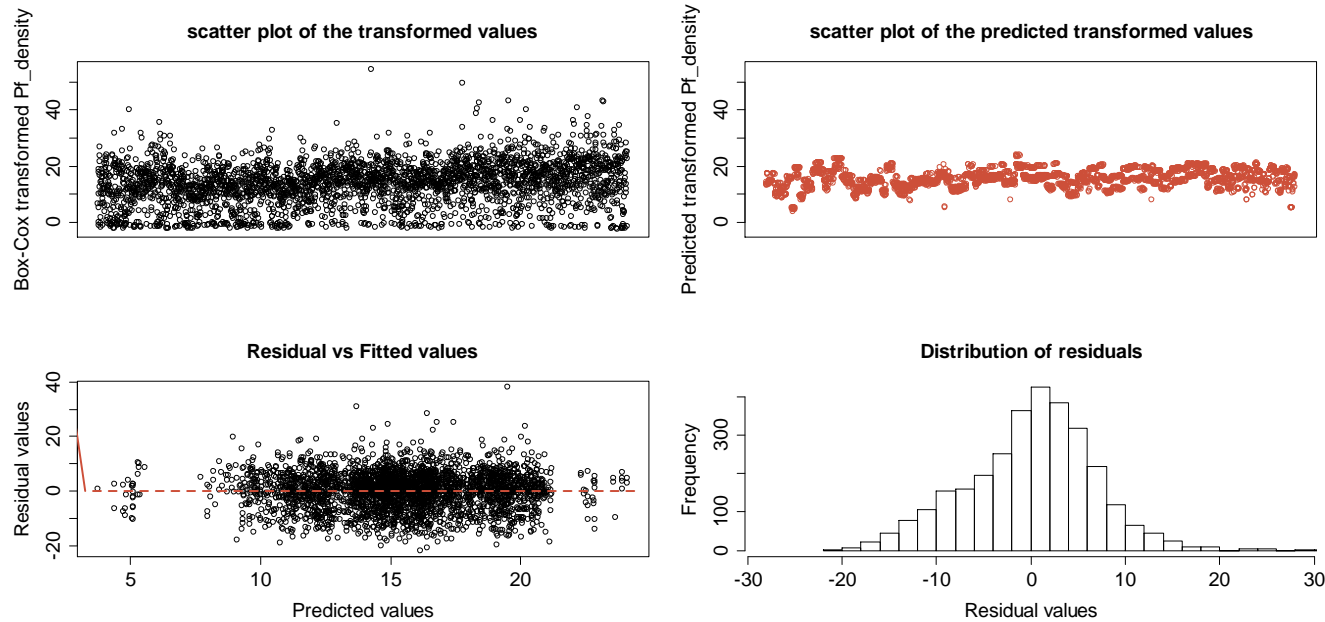 scatter plot of the transformed values
Box-Cox transformed Pf_density
0 20 40
scatter plot of the predicted transformed values
Predicted transformed Pf_density
0 20 40
Residual vs Fitted values
Residual values
-20 0 20 40
5 10 15 20
Predicted values
Distribution of residuals
Frequency
0 100 300
-30 -20 -10 0 10 20 30
Residual values